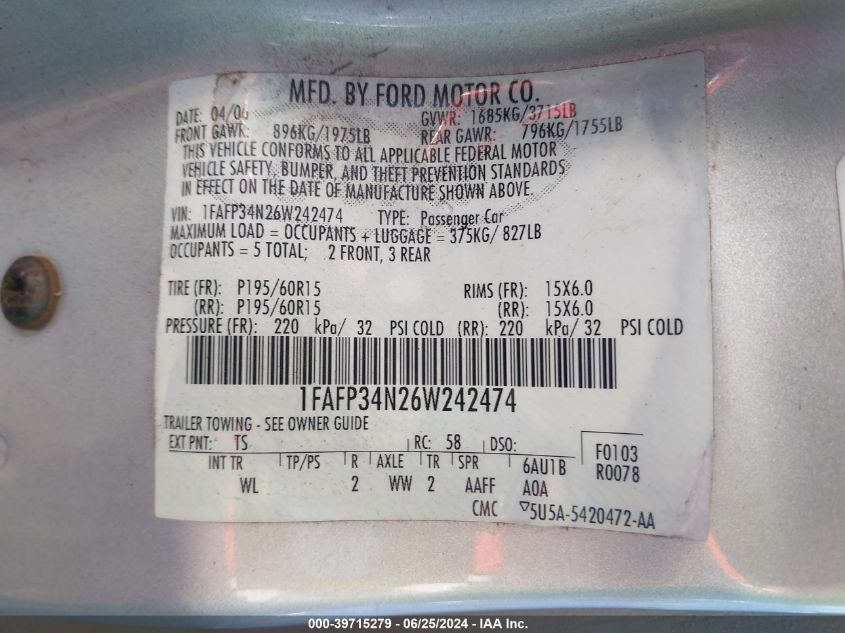 MFD. BY FORD MOTOR CO.
DATE: 04/06 GVWR: 1685KG/3715LB
FRONT GAWR: 896KG/1975LB REAR GAWR: 796KG/1755LB
THIS VEHICLE CONFORMS TO ALL APPLICABLE FEDERAL MOTOR
VEHICLE SAFETY, BUMPER, AND THEFT PREVENTION STANDARDS
IN EFFECT ON THE DATE OF MANUFACTURE SHOWN ABOVE.
VIN: 1FAFP34N26W242474 TYPE: Passenger Car
MAXIMUM LOAD = OCCUPANTS + LUGGAGE = 375KG/ 827LB
OCCUPANTS = 5 TOTAL; 2 FRONT, 3 REAR
TIRE (FR): P195/60R15 RIMS (FR): 15X6.0
(RR): P195/60R15 (RR): 15X6.0
PRESSURE (FR): 220 kPa/ 32 PSI COLD (RR): 220 kPa/ 32 PSI COLD
1FAFP34N26W242474
TRAILER TOWING - SEE OWNER GUIDE
EXT PNT: TS RC: 58 DSO: F0103
INT TR TP/PS R AXLE TR SPR 6AU1B R0078
WL 2 WW 2 AAFF A0A
CMC ▽5U5A-5420472-AA
000-39715279 - 06/25/2024 - IAA Inc.